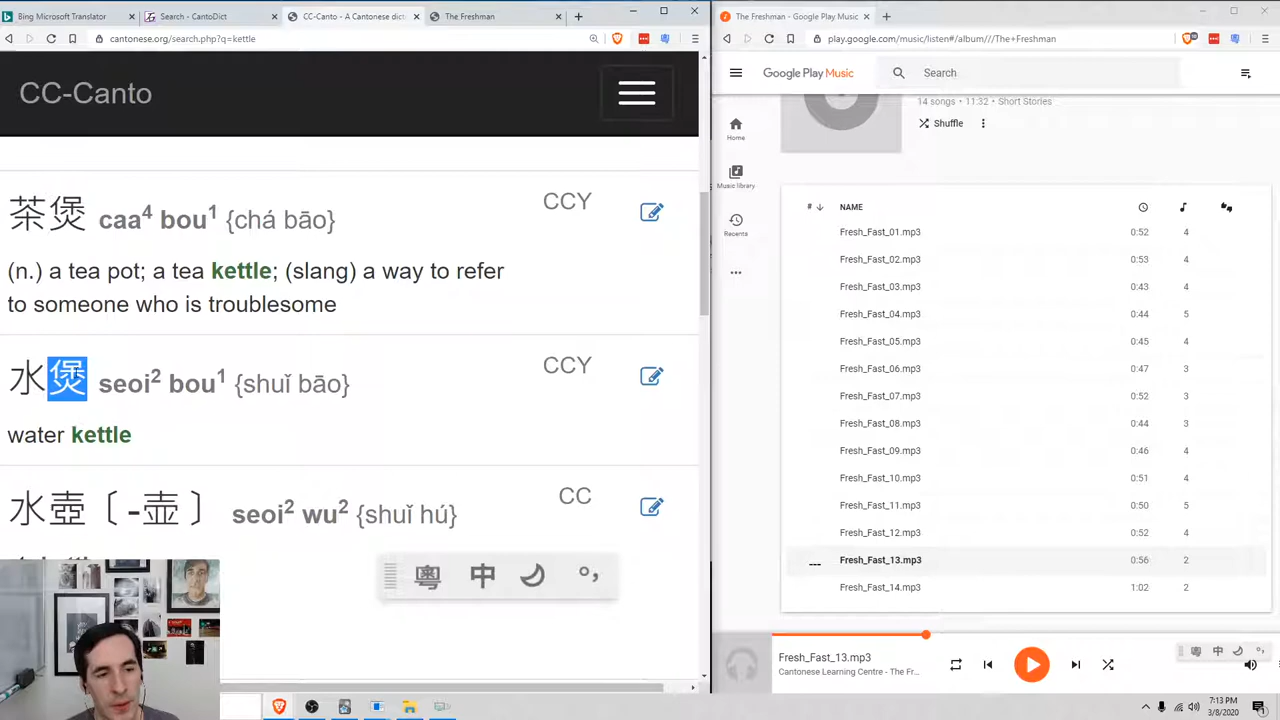 Bing Microsoft Translator
Search - CantoDict
CC-Canto - A Cantonese dict
The Freshman
cantonese.org/search.php?q=kettle
CC-Canto
茶煲 caa4 bou1 {chá bāo}
CCY
(n.) a tea pot; a tea kettle; (slang) a way to refer
to someone who is troublesome
水煲 seoi2 bou1 {shuǐ bāo}
CCY
water kettle
水壺〔-壶〕 seoi2 wu2 {shuǐ hú}
CC
粵 中
The Freshman - Google Play Music
play.google.com/music/listen#/album///The+Freshman
Google Play Music
Search
14 songs • 11:32 • Short Stories
Shuffle
Home
Music library
Recents
# NAME
Fresh_Fast_01.mp3 0:52 4
Fresh_Fast_02.mp3 0:53 4
Fresh_Fast_03.mp3 0:43 4
Fresh_Fast_04.mp3 0:44 5
Fresh_Fast_05.mp3 0:45 4
Fresh_Fast_06.mp3 0:47 3
Fresh_Fast_07.mp3 0:52 3
Fresh_Fast_08.mp3 0:44 3
Fresh_Fast_09.mp3 0:46 4
Fresh_Fast_10.mp3 0:51 4
Fresh_Fast_11.mp3 0:50 5
Fresh_Fast_12.mp3 0:52 4
Fresh_Fast_13.mp3 0:56 2
Fresh_Fast_14.mp3 1:02 2
Fresh_Fast_13.mp3
Cantonese Learning Centre - The Fr...
粵 中
7:13 PM
3/8/2020